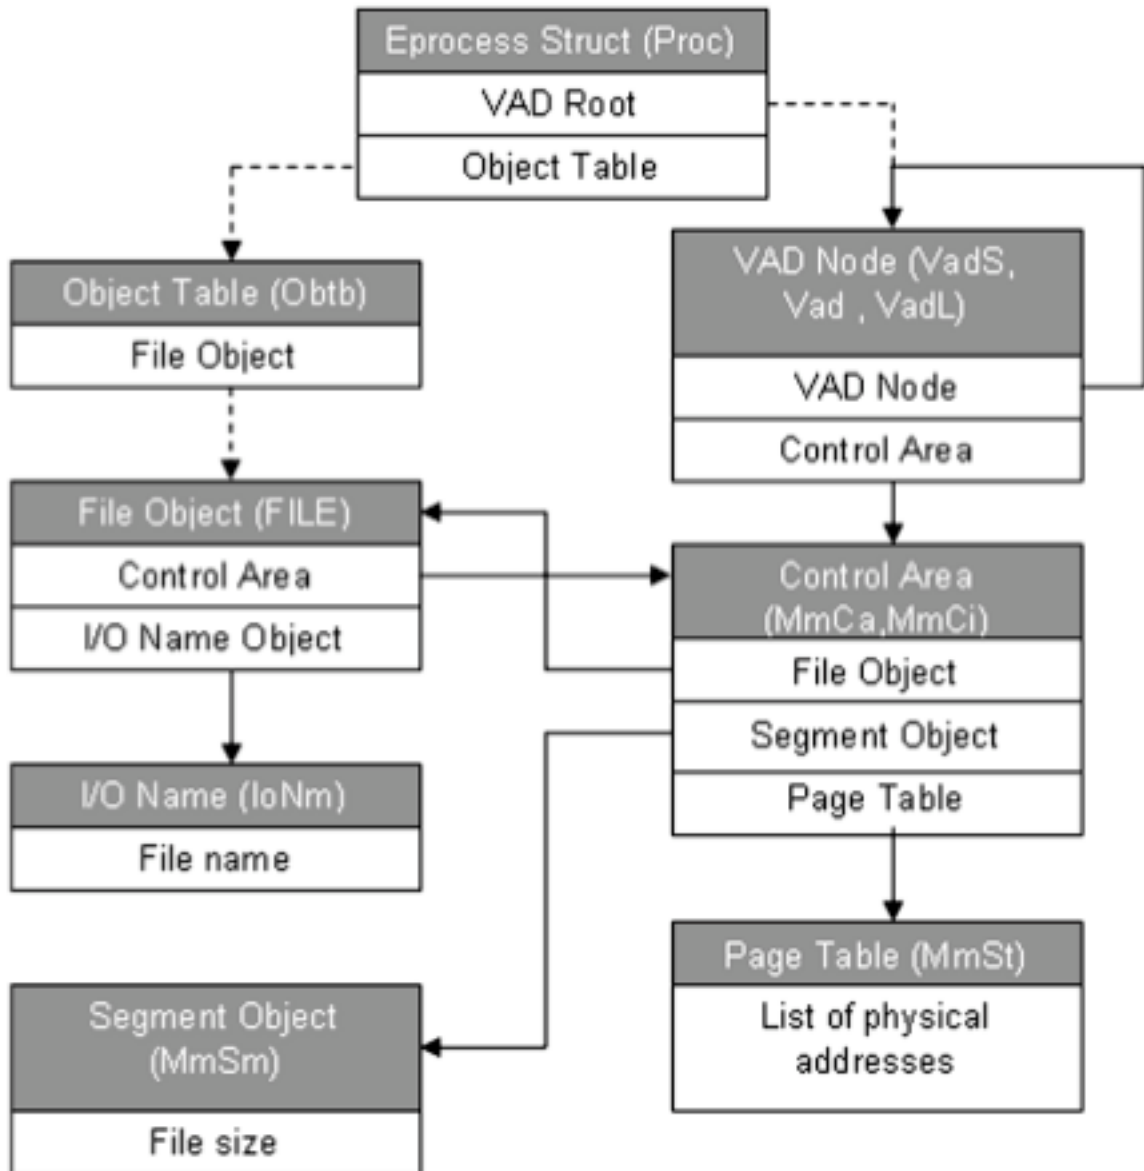 Eprocess Struct (Proc)
VAD Root
Object Table
Object Table (Obtb)
File Object
VAD Node (VadS,
Vad , VadL)
VAD Node
Control Area
File Object (FILE)
Control Area
I/O Name Object
Control Area
(MmCa,MmCi)
File Object
Segment Object
Page Table
I/O Name (IoNm)
File name
Page Table (MmSt)
List of physical
addresses
Segment Object
(MmSm)
File size